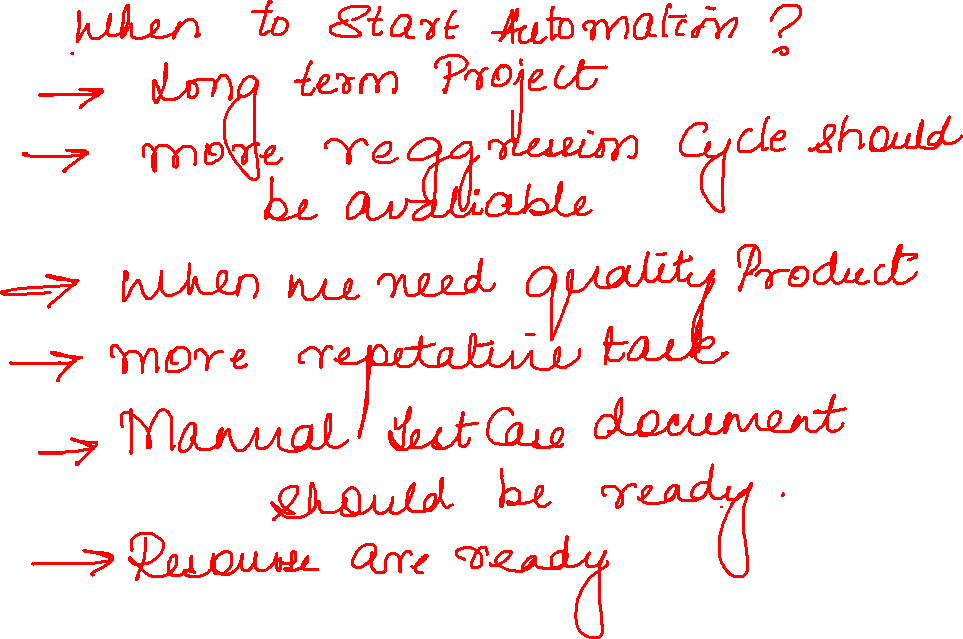 When to Start Automation ?
→ Long term Project
→ more reggression Cycle should
be avaliable
→ when we need quality Product
→ more repetative task
→ Manual Test Case document
should be ready.
→ Resourse are ready